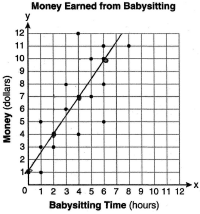 Money Earned from Babysitting
y
12
11
10
9
8
7
6
5
4
3
2
1
0 1 2 3 4 5 6 7 8 9 10 11 12
x
Money (dollars)
Babysitting Time (hours)